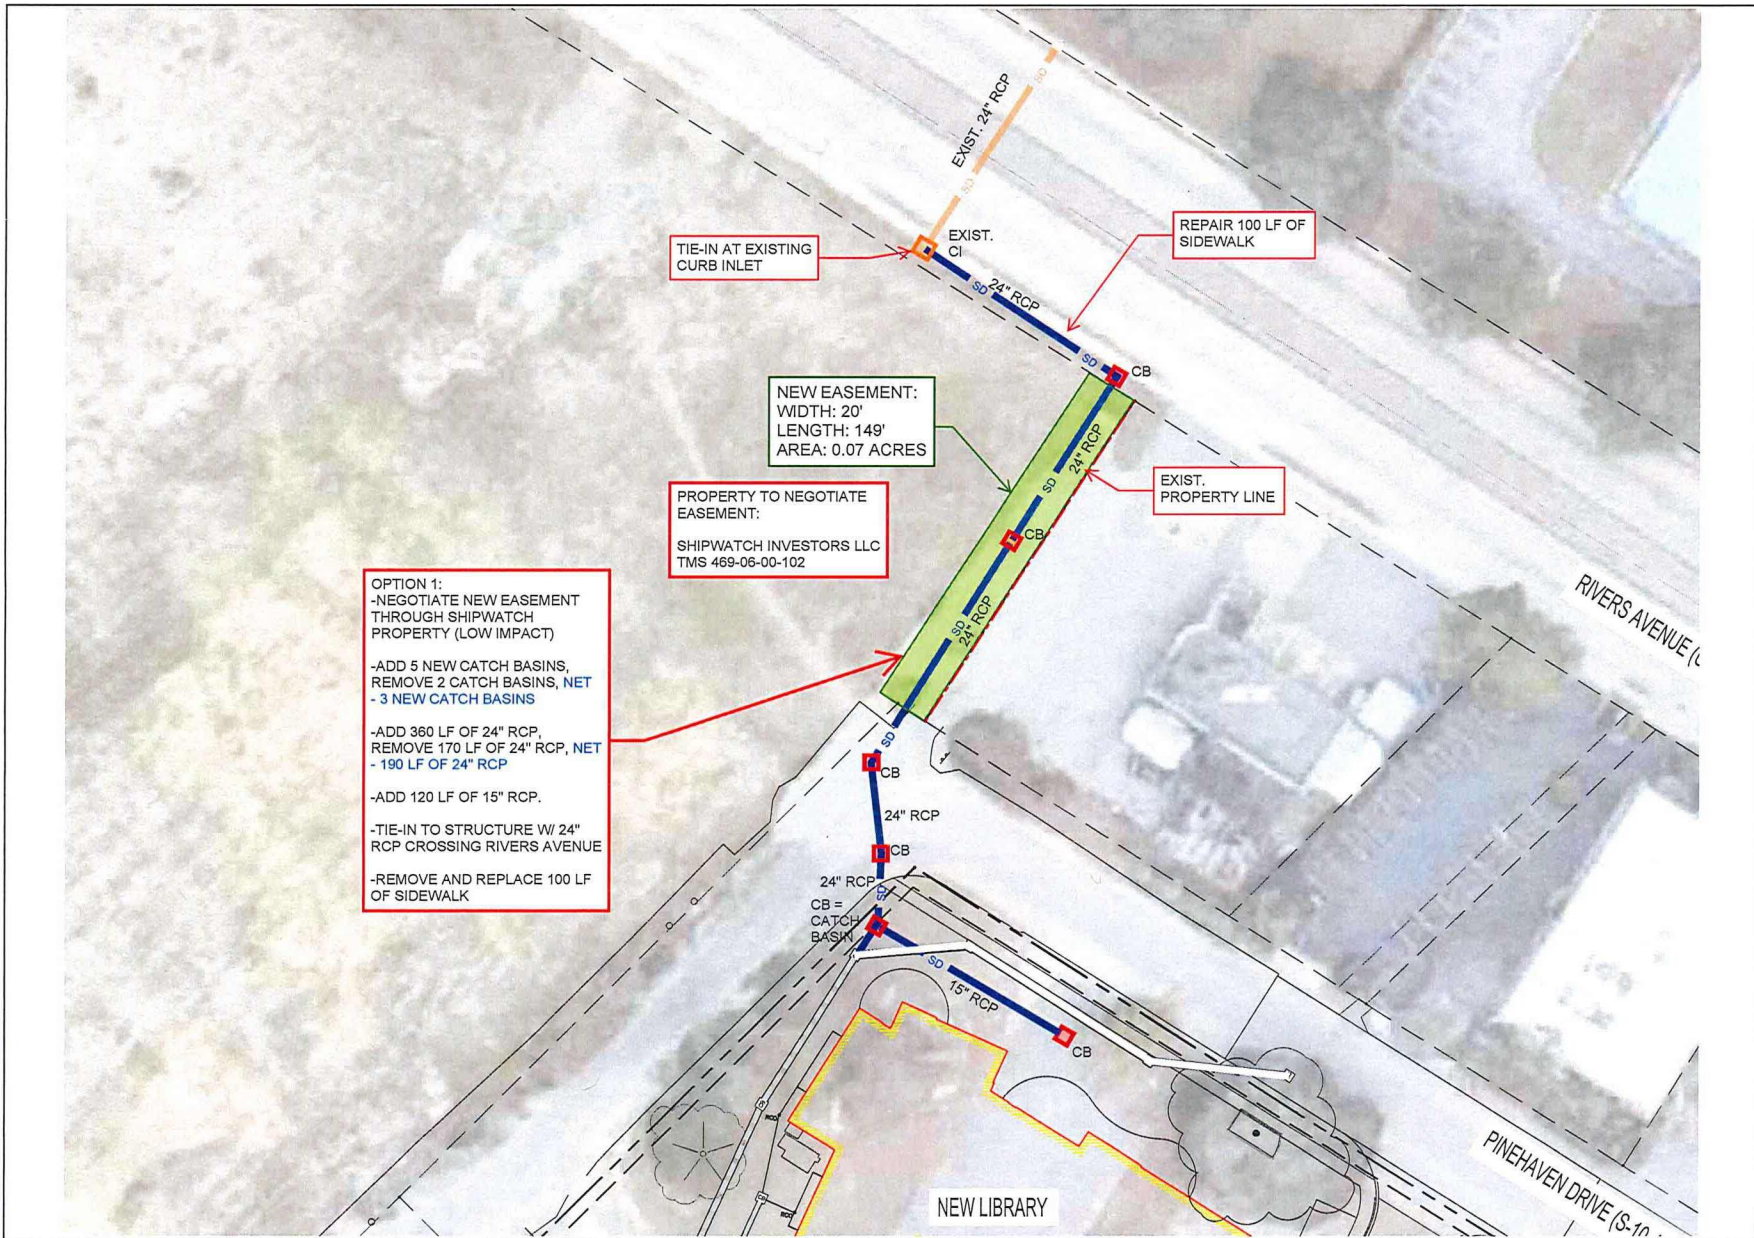 EXIST. 24" RCP
SD
SD
EXIST.
CI
TIE-IN AT EXISTING
CURB INLET
REPAIR 100 LF OF
SIDEWALK
SD
24" RCP
SD
CB
NEW EASEMENT:
WIDTH: 20'
LENGTH: 149'
AREA: 0.07 ACRES
24" RCP
SD
EXIST.
PROPERTY LINE
PROPERTY TO NEGOTIATE
EASEMENT:
SHIPWATCH INVESTORS LLC
TMS 469-06-00-102
CB
SD
24" RCP
RIVERS AVENUE (
OPTION 1:
-NEGOTIATE NEW EASEMENT
THROUGH SHIPWATCH
PROPERTY (LOW IMPACT)
-ADD 5 NEW CATCH BASINS,
REMOVE 2 CATCH BASINS, NET
- 3 NEW CATCH BASINS
-ADD 360 LF OF 24" RCP,
REMOVE 170 LF OF 24" RCP, NET
- 190 LF OF 24" RCP
-ADD 120 LF OF 15" RCP.
-TIE-IN TO STRUCTURE W/ 24"
RCP CROSSING RIVERS AVENUE
-REMOVE AND REPLACE 100 LF
OF SIDEWALK
SD
CB
24" RCP
CB
24" RCP
SD
CB =
CATCH
BASIN
SD
15" RCP
CB
NEW LIBRARY
PINEHAVEN DRIVE (S-10